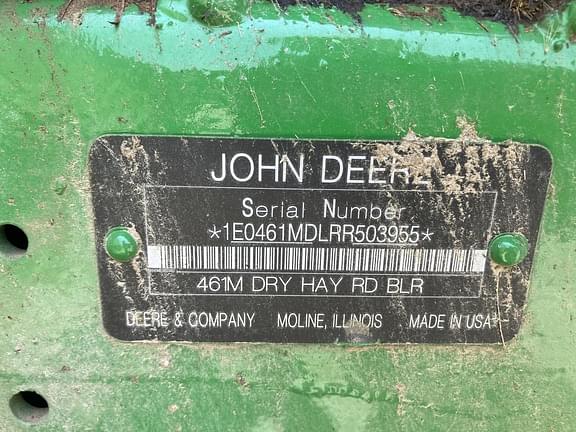 JOHN DEERE
Serial Number
*1E0461MDLRR503955*
461M DRY HAY RD BLR
DEERE & COMPANY MOLINE, ILLINOIS MADE IN USA